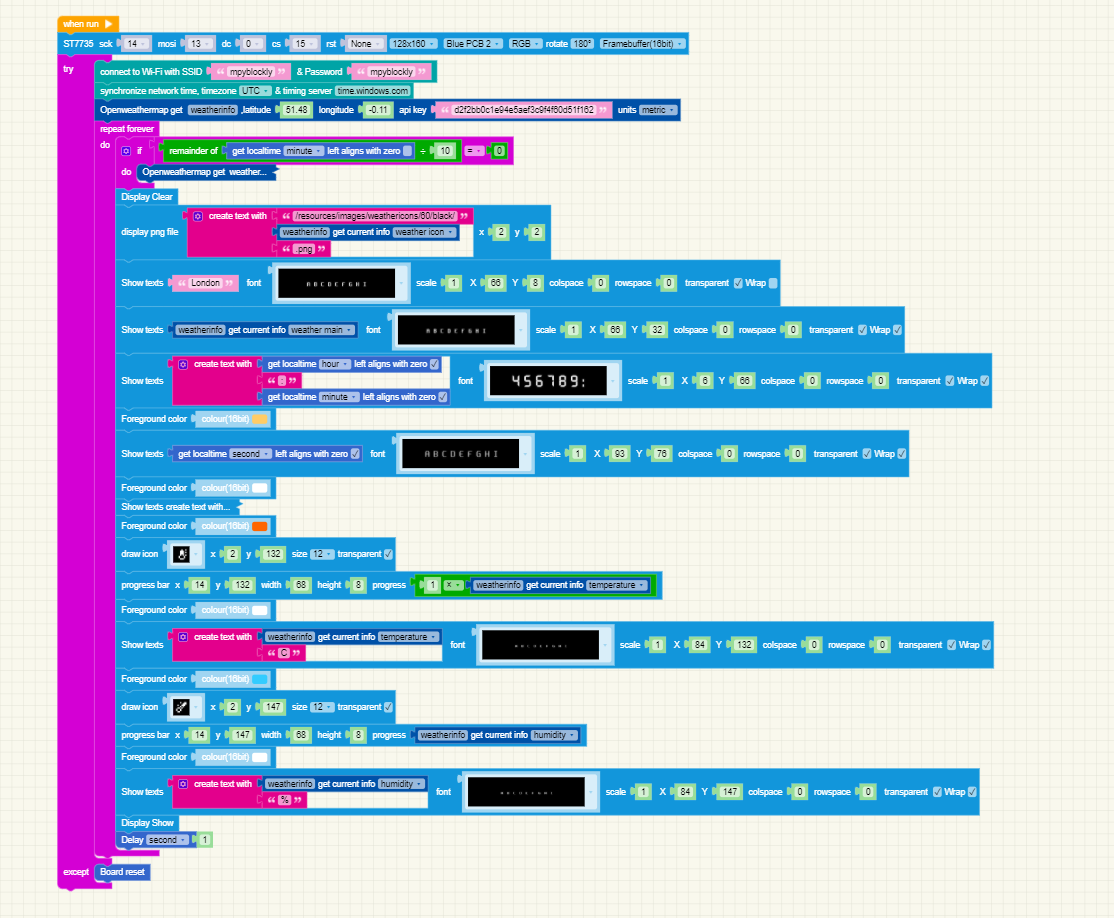 when run
ST7735 sck 14 mosi 13 dc 0 cs 15 rst None 128x160 Blue PCB 2 RGB rotate 180° Framebuffer(16bit)
try
connect to Wi-Fi with SSID “ mpyblockly ” & Password “ mpyblockly ”
synchronize network time, timezone UTC & timing server time.windows.com
Openweathermap get weatherinfo ,latitude 51.48 longitude -0.11 api key “ d2f2bb0c1e94e5aef3c9f4f60d51f162 ” units metric
repeat forever
do if remainder of get localtime minute left aligns with zero ÷ 10 = 0
do Openweathermap get weather...
Display Clear
display png file create text with “ /resources/images/weathericons/60/black/ ”
weatherinfo get current info weather icon x 2 y 2
“ .png ”
Show texts “ London ” font A B C D E F G H I scale 1 X 66 Y 8 colspace 0 rowspace 0 transparent Wrap
Show texts weatherinfo get current info weather main font A B C D E F G H I scale 1 X 66 Y 32 colspace 0 rowspace 0 transparent Wrap
create text with get localtime hour left aligns with zero
Show texts “ : ” font 456789: scale 1 X 6 Y 66 colspace 0 rowspace 0 transparent Wrap
get localtime minute left aligns with zero
Foreground color colour(16bit)
Show texts get localtime second left aligns with zero font A B C D E F G H I scale 1 X 93 Y 76 colspace 0 rowspace 0 transparent Wrap
Foreground color colour(16bit)
Show texts create text with...
Foreground color colour(16bit)
draw icon x 2 y 132 size 12 transparent
progress bar x 14 y 132 width 68 height 8 progress 1 × weatherinfo get current info temperature
Foreground color colour(16bit)
Show texts create text with weatherinfo get current info temperature font A B C D E F G H I scale 1 X 84 Y 132 colspace 0 rowspace 0 transparent Wrap
“ C ”
Foreground color colour(16bit)
draw icon x 2 y 147 size 12 transparent
progress bar x 14 y 147 width 68 height 8 progress weatherinfo get current info humidity
Foreground color colour(16bit)
Show texts create text with weatherinfo get current info humidity font A B C D E F G H I scale 1 X 84 Y 147 colspace 0 rowspace 0 transparent Wrap
“ % ”
Display Show
Delay second 1
except Board reset